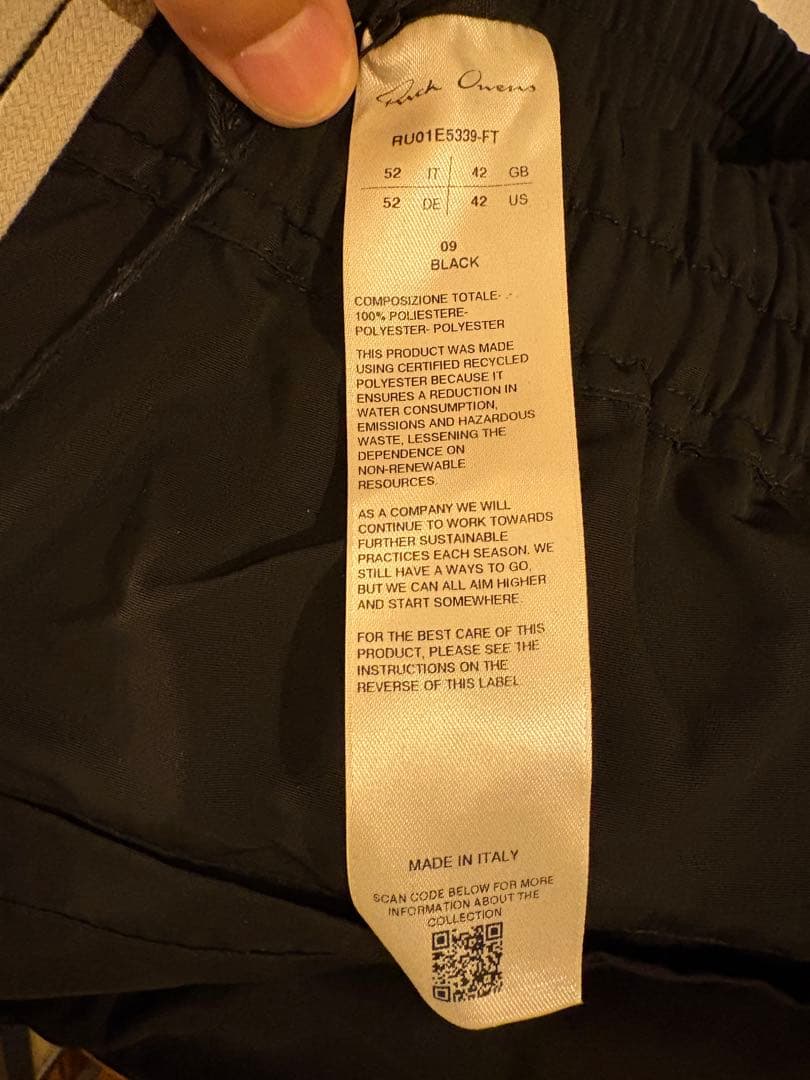 Rick Owens
RU01E5339-FT
52 IT 42 GB
52 DE 42 US
09
BLACK
COMPOSIZIONE TOTALE-
100% POLIESTERE-
POLYESTER- POLYESTER
THIS PRODUCT WAS MADE
USING CERTIFIED RECYCLED
POLYESTER BECAUSE IT
ENSURES A REDUCTION IN
WATER CONSUMPTION,
EMISSIONS AND HAZARDOUS
WASTE, LESSENING THE
DEPENDENCE ON
NON-RENEWABLE
RESOURCES.
AS A COMPANY WE WILL
CONTINUE TO WORK TOWARDS
FURTHER SUSTAINABLE
PRACTICES EACH SEASON. WE
STILL HAVE A WAYS TO GO,
BUT WE CAN ALL AIM HIGHER
AND START SOMEWHERE.
FOR THE BEST CARE OF THIS
PRODUCT, PLEASE SEE THE
INSTRUCTIONS ON THE
REVERSE OF THIS LABEL.
MADE IN ITALY
SCAN CODE BELOW FOR MORE
INFORMATION ABOUT THE
COLLECTION